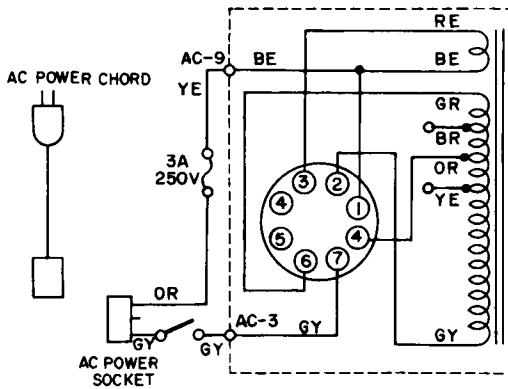 RE
AC-9
BE
BE
YE
AC POWER CHORD
GR
BR
OR
YE
3A
250V
3
2
4
1
5
4
6
7
OR
AC-3
GY
GY
GY
GY
AC POWER
SOCKET